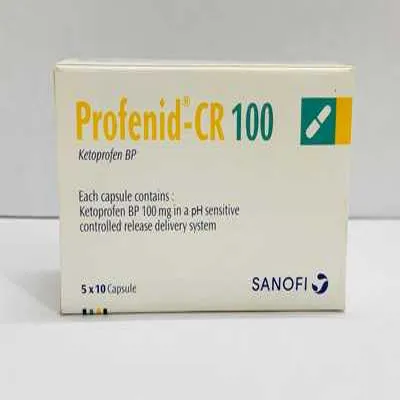 Profenid®-CR 100
Ketoprofen BP
Each capsule contains :
Ketoprofen BP 100 mg in a pH sensitive
controlled release delivery system
5 x 10 Capsule
SANOFI